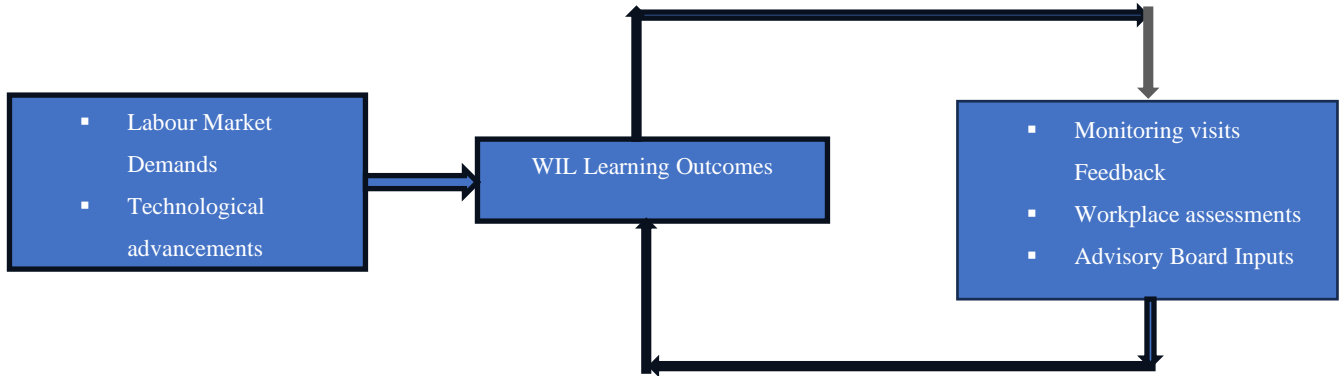 ▪ Labour Market
Demands
▪ Technological
advancements
WIL Learning Outcomes
▪ Monitoring visits
Feedback
▪ Workplace assessments
▪ Advisory Board Inputs